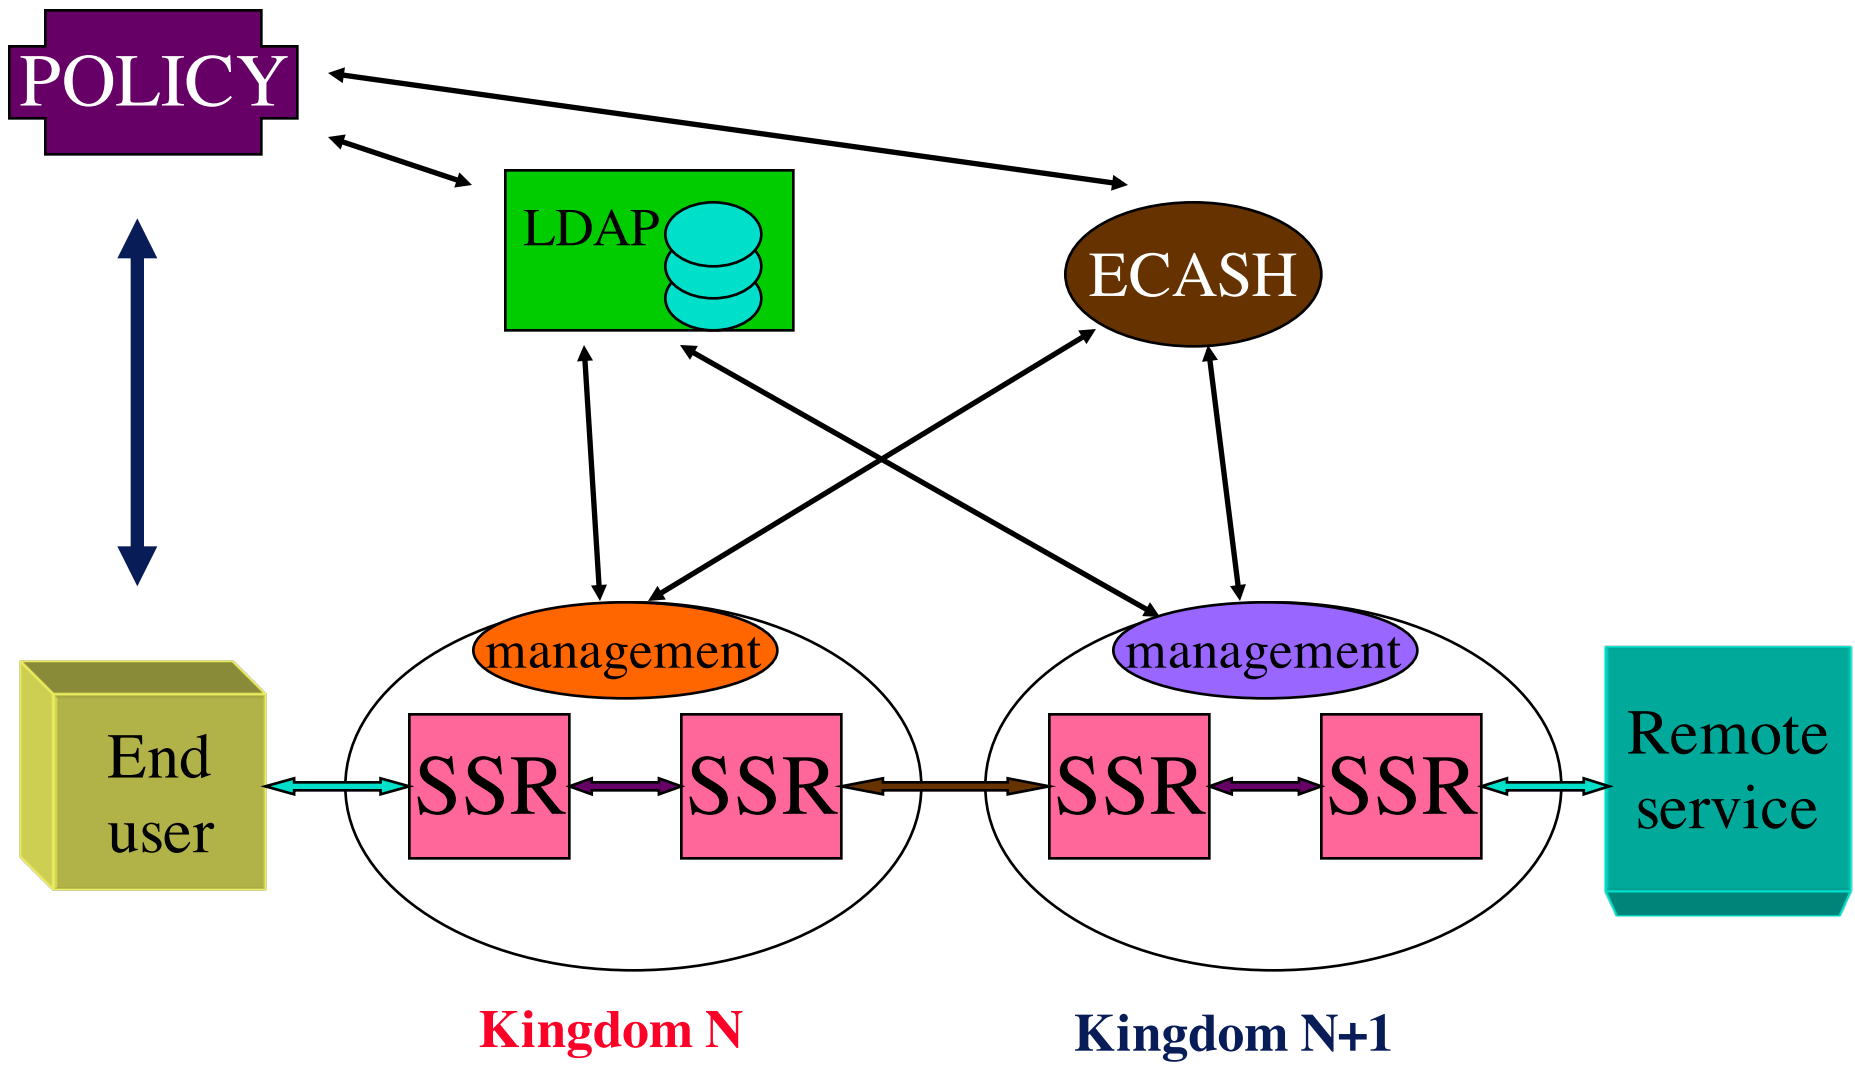 POLICY
LDAP
ECASH
management
management
End
user
SSR
SSR
SSR
SSR
Remote
service
Kingdom N
Kingdom N+1